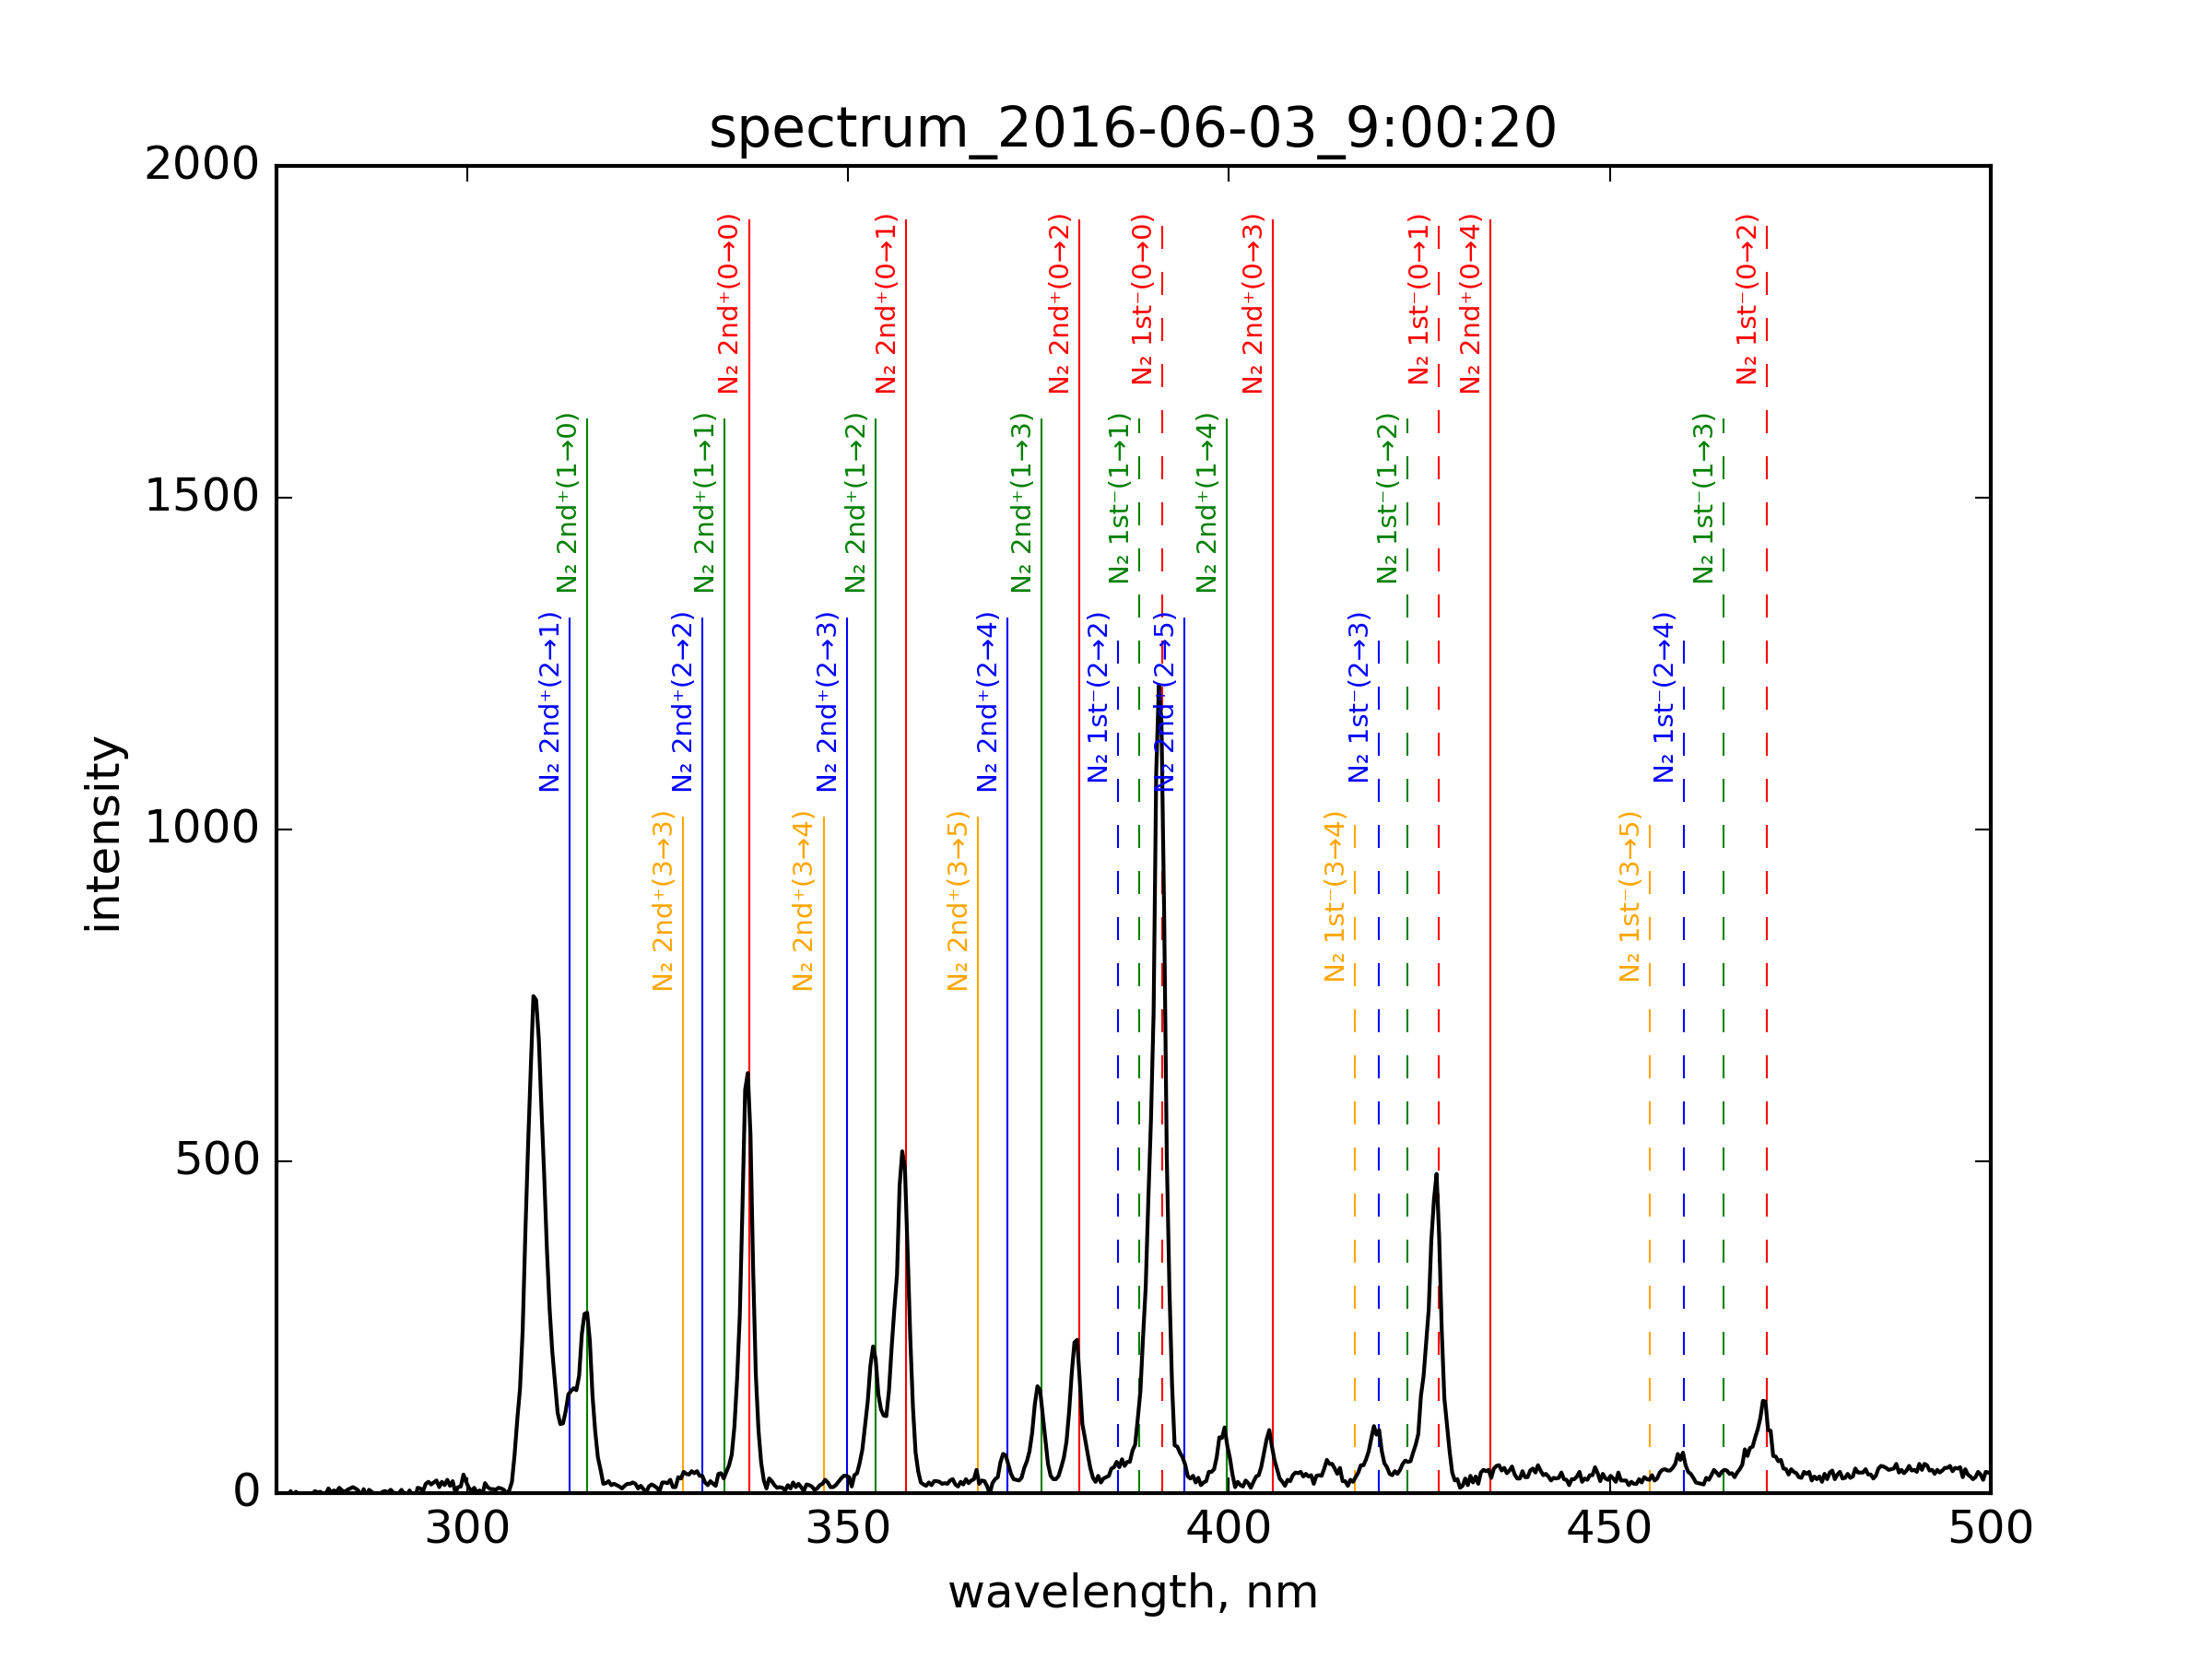 spectrum_2016-06-03_9:00:20
2000
1500
1000
500
0
intensity
N₂ 2nd⁺(0→0)
N₂ 2nd⁺(0→1)
N₂ 2nd⁺(0→2)
N₂ 1st⁻(0→0)
N₂ 2nd⁺(0→3)
N₂ 1st⁻(0→1)
N₂ 2nd⁺(0→4)
N₂ 1st⁻(0→2)
N₂ 2nd⁺(1→0)
N₂ 2nd⁺(1→1)
N₂ 2nd⁺(1→2)
N₂ 2nd⁺(1→3)
N₂ 1st⁻(1→1)
N₂ 2nd⁺(1→4)
N₂ 1st⁻(1→2)
N₂ 1st⁻(1→3)
N₂ 2nd⁺(2→1)
N₂ 2nd⁺(2→2)
N₂ 2nd⁺(2→3)
N₂ 2nd⁺(2→4)
N₂ 1st⁻(2→2)
N₂ 2nd⁺(2→5)
N₂ 1st⁻(2→3)
N₂ 1st⁻(2→4)
N₂ 2nd⁺(3→3)
N₂ 2nd⁺(3→4)
N₂ 2nd⁺(3→5)
N₂ 1st⁻(3→4)
N₂ 1st⁻(3→5)
300
350
400
450
500
wavelength, nm